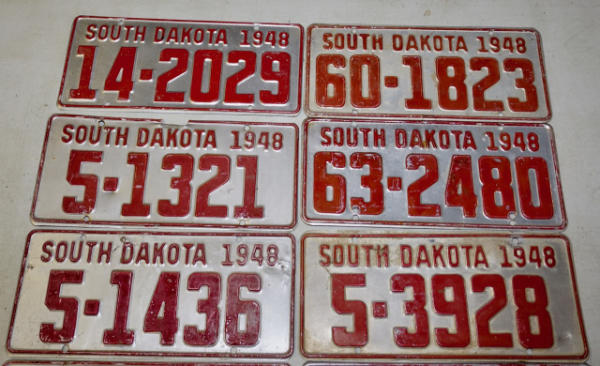 SOUTH DAKOTA 1948
14-2029
SOUTH DAKOTA 1948
60-1823
SOUTH DAKOTA 1948
5-1321
SOUTH DAKOTA 1948
63-2480
SOUTH DAKOTA 1948
5-1436
SOUTH DAKOTA 1948
5-3928